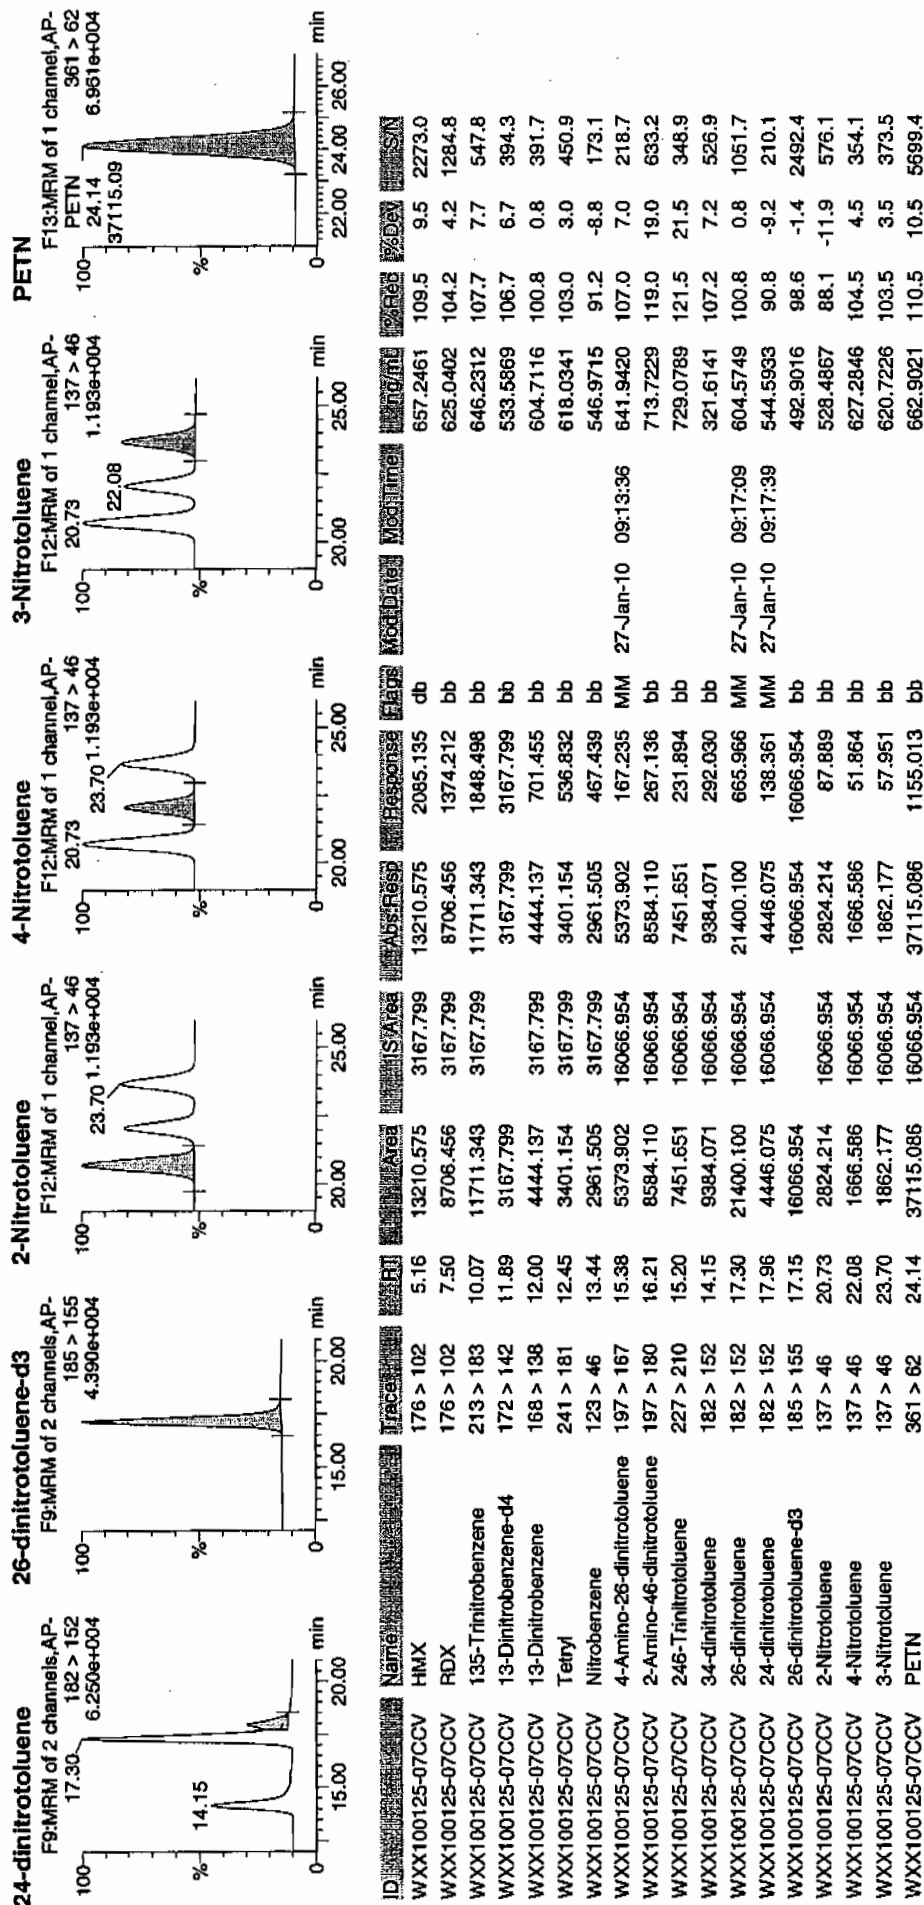 24-dinitrotoluene
F9:MRM of 2 channels,AP-
182 > 152
6.250e+004
17.30
14.15
100
%
0
15.00
20.00
min
26-dinitrotoluene-d3
F9:MRM of 2 channels,AP-
185 > 155
4.390e+004
100
%
0
15.00
20.00
min
2-Nitrotoluene
F12:MRM of 1 channel,AP-
137 > 46
23.70 1.193e+004
100
%
0
20.00
25.00
min
4-Nitrotoluene
F12:MRM of 1 channel,AP-
20.73
137 > 46
23.70 1.193e+004
100
%
0
20.00
25.00
min
3-Nitrotoluene
F12:MRM of 1 channel,AP-
20.73
137 > 46
1.193e+004
22.08
100
%
0
20.00
25.00
min
PETN
F13:MRM of 1 channel,AP-
PETN
361 > 62
24.14
6.961e+004
37115.09
100
%
0
22.00
24.00
26.00
min
ID Name Trace RT Area IS Area Abs.Resp Response Flags Mod.Date Mod.Time ng/ml %Rec %Dev S/N
WXX100125-07CCV HMX 176 > 102 5.16 13210.575 3167.799 13210.575 2085.135 db 657.2461 109.5 9.5 2273.0
WXX100125-07CCV RDX 176 > 102 7.50 8706.456 3167.799 8706.456 1374.212 bb 625.0402 104.2 4.2 1284.8
WXX100125-07CCV 135-Trinitrobenzene 213 > 183 10.07 11711.343 3167.799 11711.343 1848.498 bb 646.2312 107.7 7.7 547.8
WXX100125-07CCV 13-Dinitrobenzene-d4 172 > 142 11.89 3167.799 3167.799 3167.799 bb 533.5869 106.7 6.7 394.3
WXX100125-07CCV 13-Dinitrobenzene 168 > 138 12.00 4444.137 3167.799 4444.137 701.455 bb 604.7116 100.8 0.8 391.7
WXX100125-07CCV Tetryl 241 > 181 12.45 3401.154 3167.799 3401.154 536.832 bb 618.0341 103.0 3.0 450.9
WXX100125-07CCV Nitrobenzene 123 > 46 13.44 2961.505 3167.799 2961.505 467.439 bb 546.9715 91.2 -8.8 173.1
WXX100125-07CCV 4-Amino-26-dinitrotoluene 197 > 167 15.38 5373.902 16066.954 5373.902 167.235 MM 27-Jan-10 09:13:36 641.9420 107.0 7.0 218.7
WXX100125-07CCV 2-Amino-46-dinitrotoluene 197 > 180 16.21 8584.110 16066.954 8584.110 267.136 bb 713.7229 119.0 19.0 633.2
WXX100125-07CCV 246-Trinitrotoluene 227 > 210 15.20 7451.651 16066.954 7451.651 231.894 bb 729.0789 121.5 21.5 348.9
WXX100125-07CCV 34-dinitrotoluene 182 > 152 14.15 9384.071 16066.954 9384.071 292.030 bb 321.6141 107.2 7.2 526.9
WXX100125-07CCV 26-dinitrotoluene 182 > 152 17.30 21400.100 16066.954 21400.100 665.966 MM 27-Jan-10 09:17:09 604.5749 100.8 0.8 1051.7
WXX100125-07CCV 24-dinitrotoluene 182 > 152 17.96 4446.075 16066.954 4446.075 138.361 MM 27-Jan-10 09:17:39 544.5933 90.8 -9.2 210.1
WXX100125-07CCV 26-dinitrotoluene-d3 185 > 155 17.15 16066.954 16066.954 16066.954 bb 492.9016 98.6 -1.4 2492.4
WXX100125-07CCV 2-Nitrotoluene 137 > 46 20.73 2824.214 16066.954 2824.214 87.889 bb 528.4867 88.1 -11.9 576.1
WXX100125-07CCV 4-Nitrotoluene 137 > 46 22.08 1666.586 16066.954 1666.586 51.864 bb 627.2846 104.5 4.5 354.1
WXX100125-07CCV 3-Nitrotoluene 137 > 46 23.70 1862.177 16066.954 1862.177 57.951 bb 620.7226 103.5 3.5 373.5
WXX100125-07CCV PETN 361 > 62 24.14 37115.086 16066.954 37115.086 1155.013 bb 662.9021 110.5 10.5 5699.4